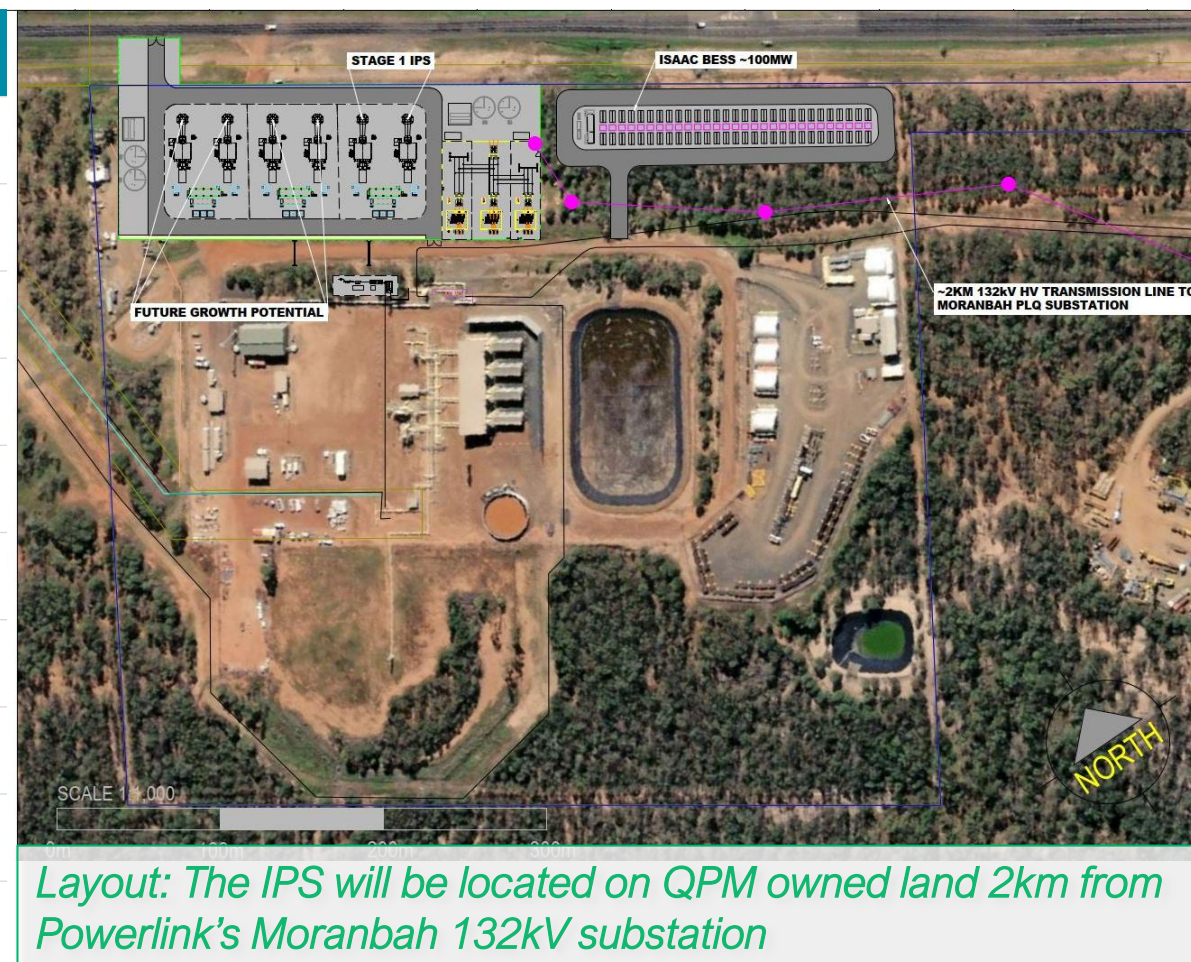 STAGE 1 IPS
ISAAC BESS ~100MW
FUTURE GROWTH POTENTIAL
~2KM 132kV HV TRANSMISSION LINE TO
MORANBAH PLQ SUBSTATION
NORTH
SCALE 1:1,000
0m 100m 200m 300m
Layout: The IPS will be located on QPM owned land 2km from
Powerlink's Moranbah 132kV substation